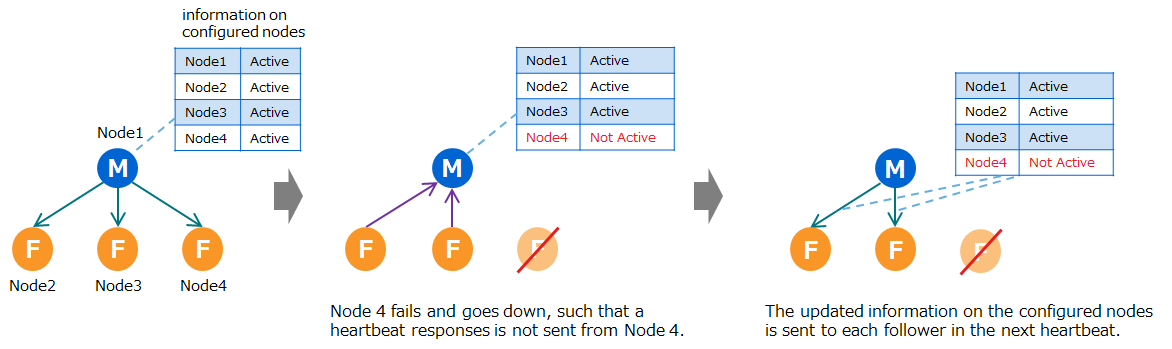 information on
configured nodes
Node1 Active
Node2 Active
Node3 Active
Node4 Active
Node1
M
F F F
Node2 Node3 Node4
Node1 Active
Node2 Active
Node3 Active
Node4 Not Active
M
F F F
Node 4 fails and goes down, such that a
heartbeat responses is not sent from Node 4.
Node1 Active
Node2 Active
Node3 Active
Node4 Not Active
M
F F F
The updated information on the configured nodes
is sent to each follower in the next heartbeat.